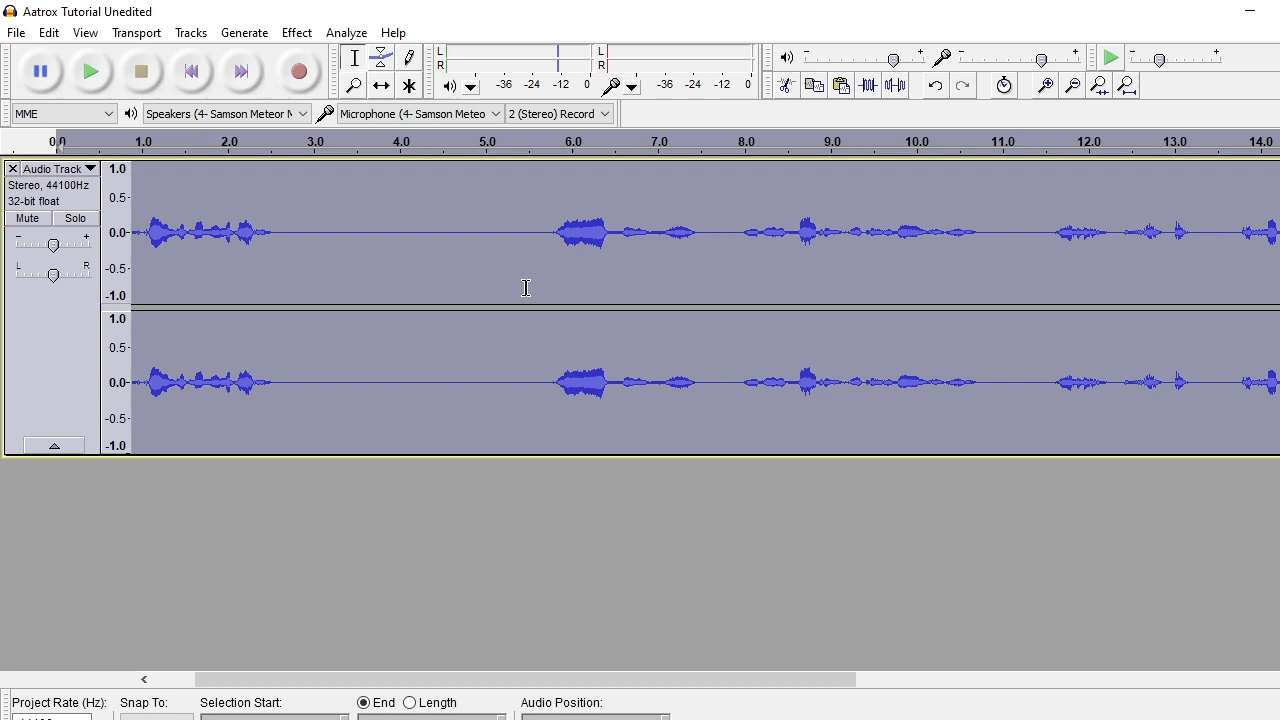 Aatrox Tutorial Unedited
File Edit View Transport Tracks Generate Effect Analyze Help
L
R
-36 -24 -12 0
L
R
-36 -24 -12 0
- +
- +
- +
MME
Speakers (4- Samson Meteor M
Microphone (4- Samson Meteo
2 (Stereo) Record
0.0 1.0 2.0 3.0 4.0 5.0 6.0 7.0 8.0 9.0 10.0 11.0 12.0 13.0 14.0
Audio Track
Stereo, 44100Hz
32-bit float
Mute Solo
- +
L R
1.0
0.5-
0.0-
-0.5-
-1.0
1.0
0.5-
0.0-
-0.5-
-1.0
Project Rate (Hz): Snap To: Selection Start: End Length Audio Position: